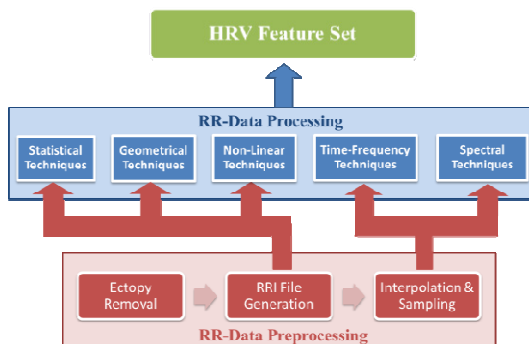 HRV Feature Set
RR-Data Processing
Statistical
Techniques
Geometrical
Techniques
Non-Linear
Techniques
Time-Frequency
Techniques
Spectral
Techniques
Ectopy
Removal
RRI File
Generation
Interpolation &
Sampling
RR-Data Preprocessing